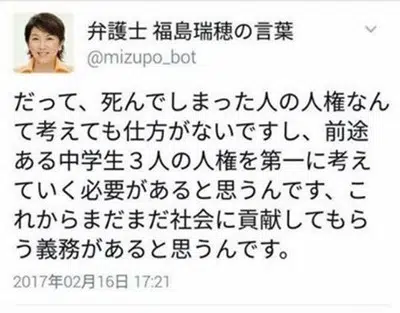 弁護士 福島瑞穂の言葉
@mizupo_bot
だって、死んでしまった人の人権なん
て考えても仕方がないですし、前途
ある中学生３人の人権を第一に考え
ていく必要があると思うんです、こ
れからまだまだ社会に貢献してもら
う義務があると思うんです。
2017年02月16日 17:21